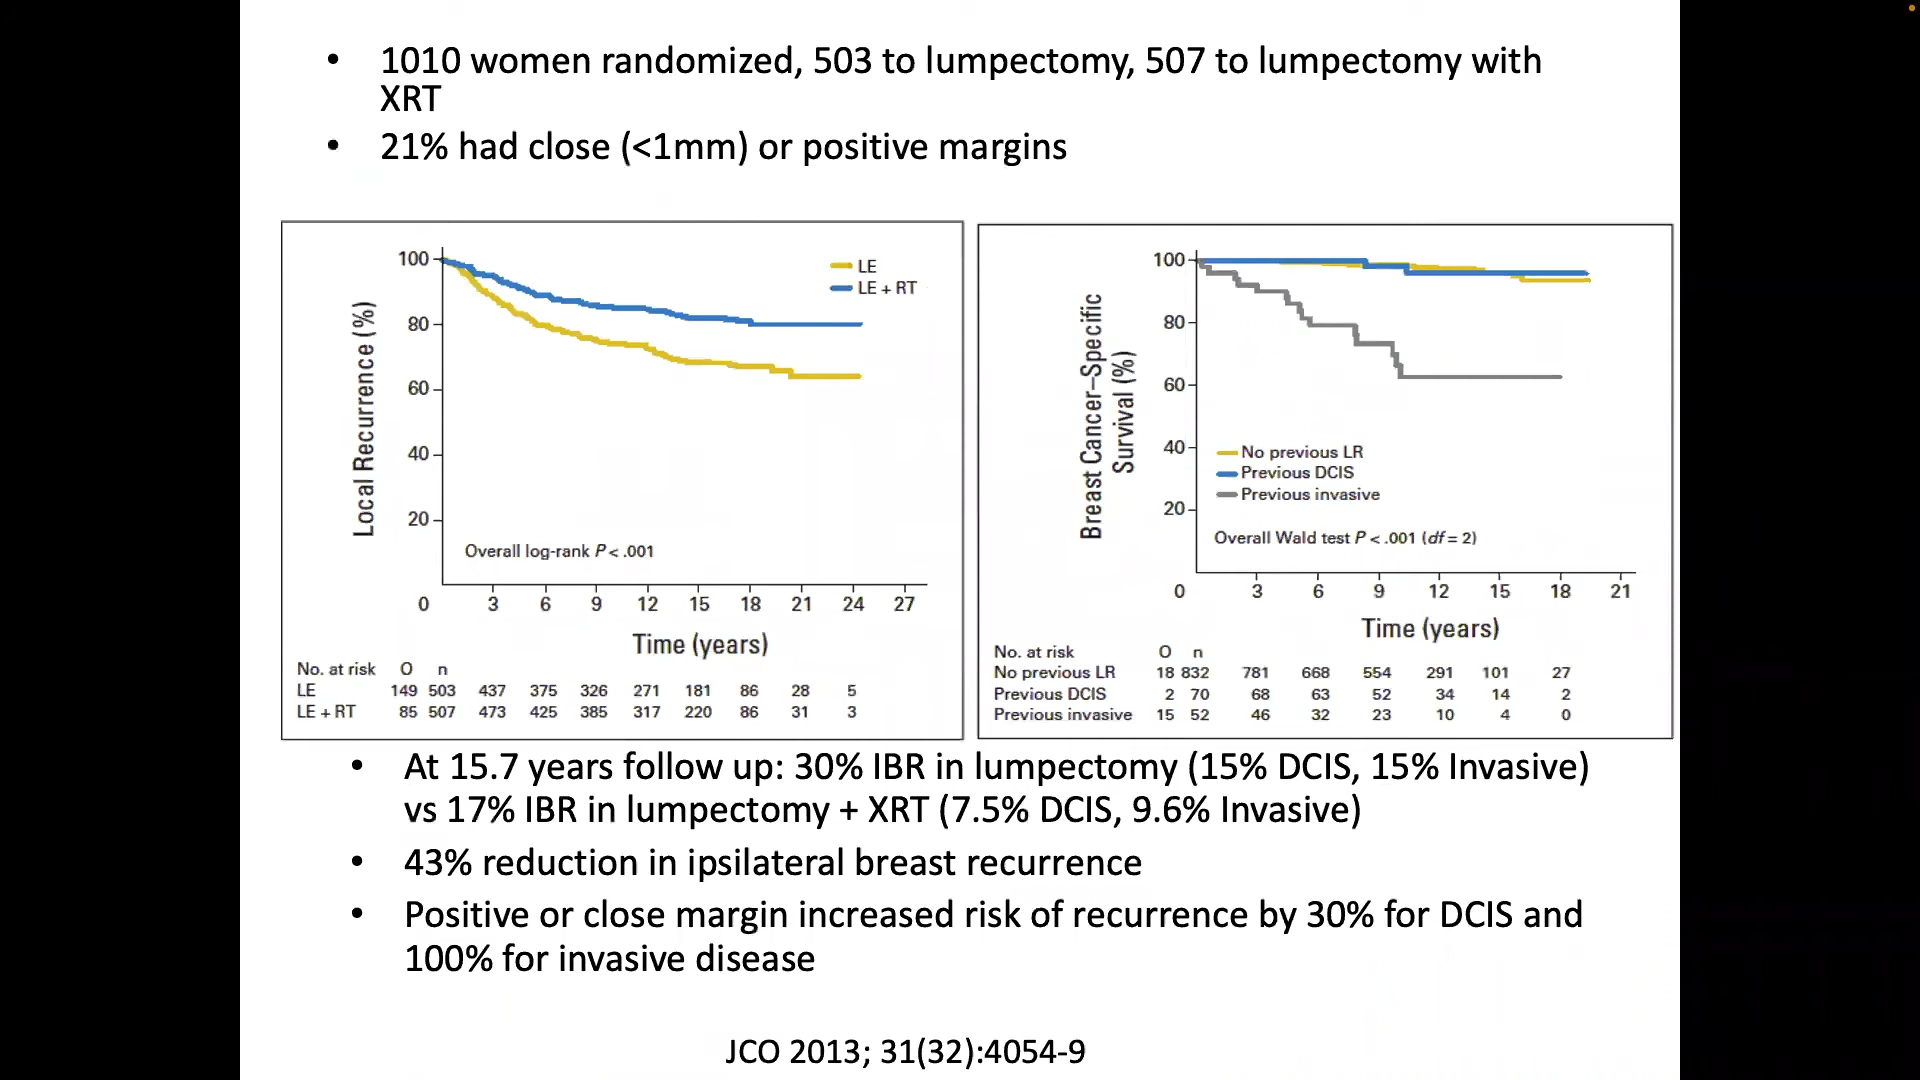 • 1010 women randomized, 503 to lumpectomy, 507 to lumpectomy with
XRT
• 21% had close (<1mm) or positive margins
Local Recurrence (%)
100
80
60
40
20
LE
LE + RT
Overall log-rank P < .001
0 3 6 9 12 15 18 21 24 27
Time (years)
No. at risk O n
LE 149 503 437 375 326 271 181 86 28 5
LE + RT 85 507 473 425 385 317 220 86 31 3
Breast Cancer–Specific
Survival (%)
100
80
60
40
20
No previous LR
Previous DCIS
Previous invasive
Overall Wald test P < .001 (df = 2)
0 3 6 9 12 15 18 21
Time (years)
No. at risk O n
No previous LR 18 832 781 668 554 291 101 27
Previous DCIS 2 70 68 63 52 34 14 2
Previous invasive 15 52 46 32 23 10 4 0
• At 15.7 years follow up: 30% IBR in lumpectomy (15% DCIS, 15% Invasive)
vs 17% IBR in lumpectomy + XRT (7.5% DCIS, 9.6% Invasive)
• 43% reduction in ipsilateral breast recurrence
• Positive or close margin increased risk of recurrence by 30% for DCIS and
100% for invasive disease
JCO 2013; 31(32):4054-9